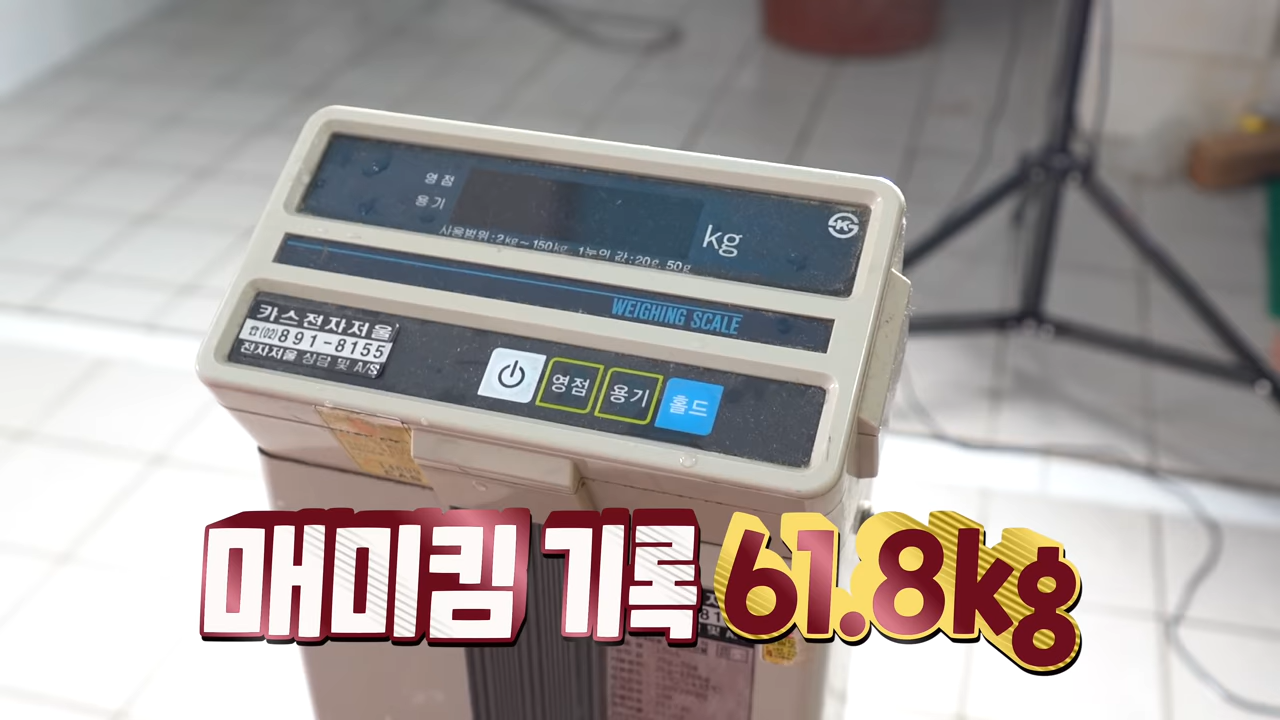 영점
용기
kg
사용범위 : 2kg ~ 150kg 1눈의 값 : 20g, 50g
WEIGHING SCALE
카스전자저울
☎(02)891-8155
전자저울 상담 및 A/S
영점
용기
홀드
매미킴 기록 61.8kg